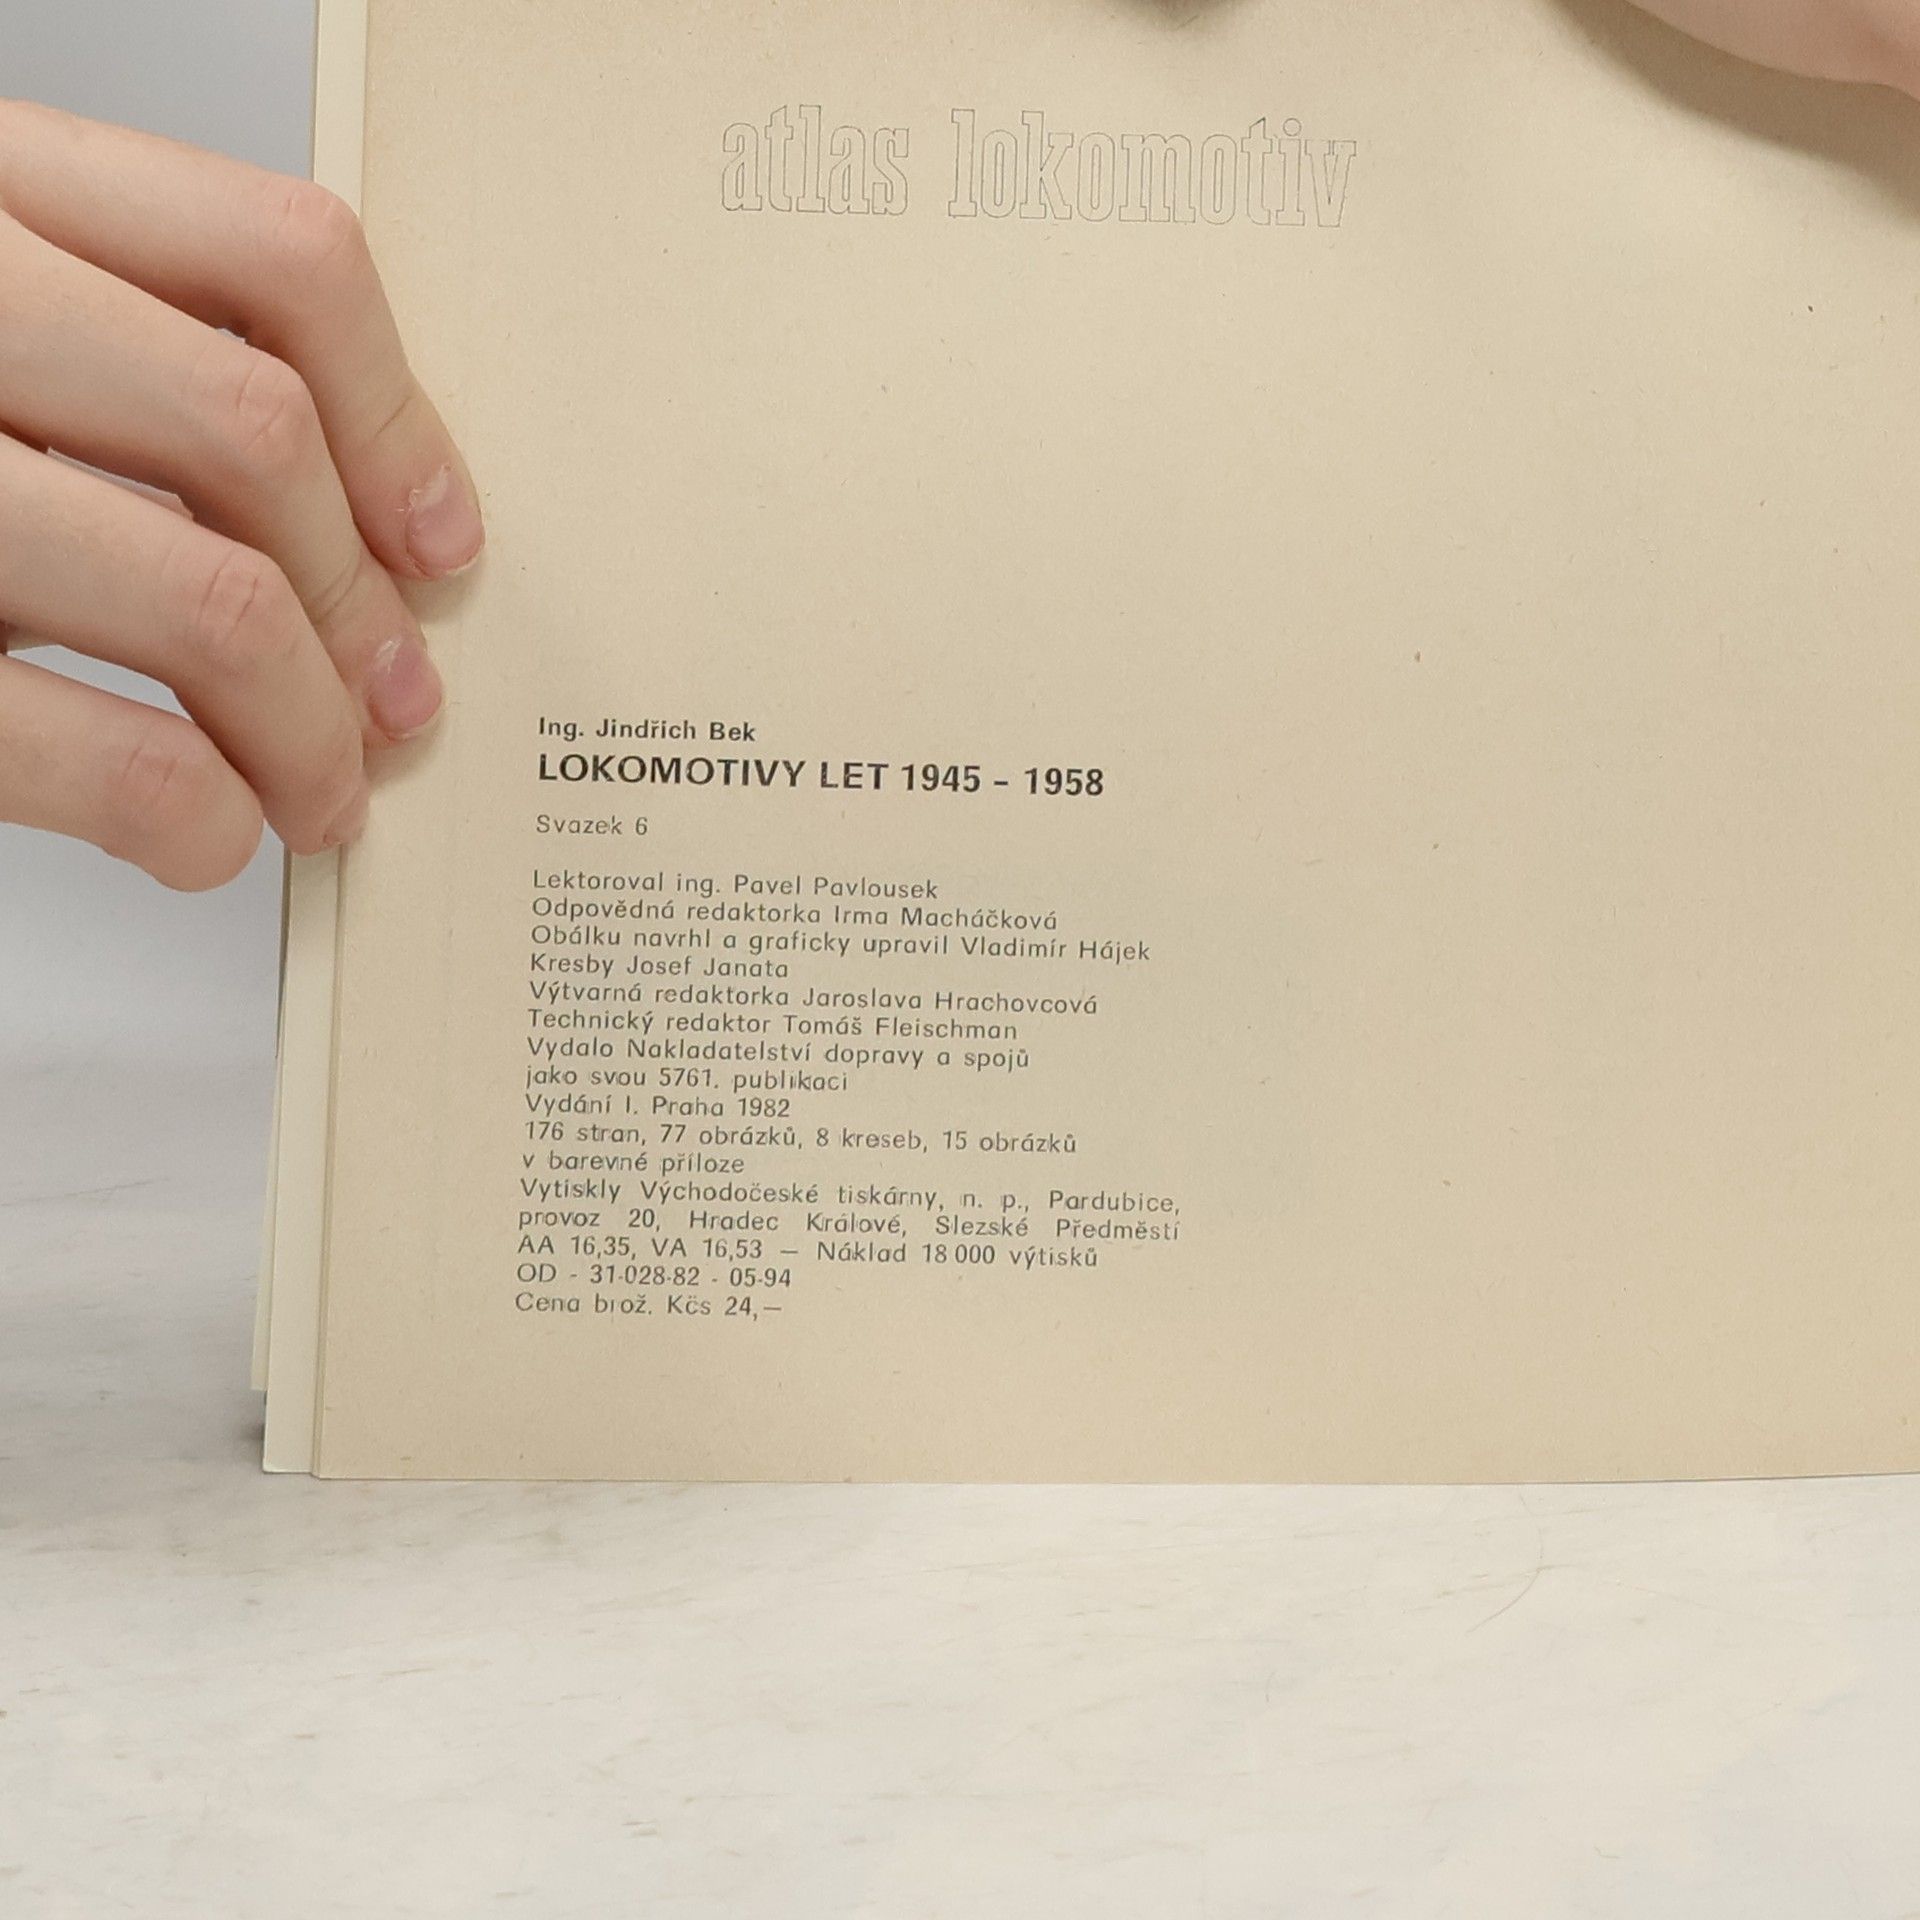 atlas lokomotiv
Ing. Jindřich Bek
LOKOMOTIVY LET 1945 – 1958
Svazek 6
Lektoroval ing. Pavel Pavlousek
Odpovědná redaktorka Irma Macháčková
Obálku navrhl a graficky upravil Vladimír Hájek
Kresby Josef Janata
Výtvarná redaktorka Jaroslava Hrachovcová
Technický redaktor Tomáš Fleischman
Vydalo Nakladatelství dopravy a spojů
jako svou 5761. publikaci
Vydání I. Praha 1982
176 stran, 77 obrázků, 8 kreseb, 15 obrázků
v barevné příloze
Vytiskly Východočeské tiskárny, n. p., Pardubice,
provoz 20, Hradec Králové, Slezské Předměstí
AA 16,35, VA 16,53 — Náklad 18 000 výtisků
OD - 31-028-82 - 05-94
Cena brož. Kčs 24,—